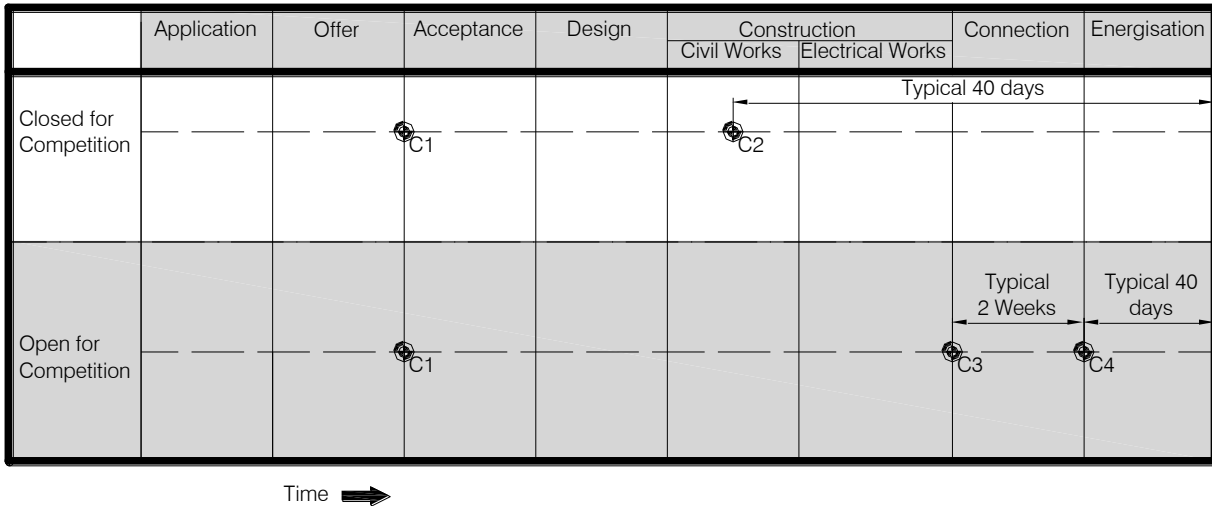 Application Offer Acceptance Design Construction Connection Energisation
Civil Works Electrical Works
Typical 40 days
Closed for
Competition
C1 C2
Typical
2 Weeks
Typical 40
days
Open for
Competition
C1 C3 C4
Time